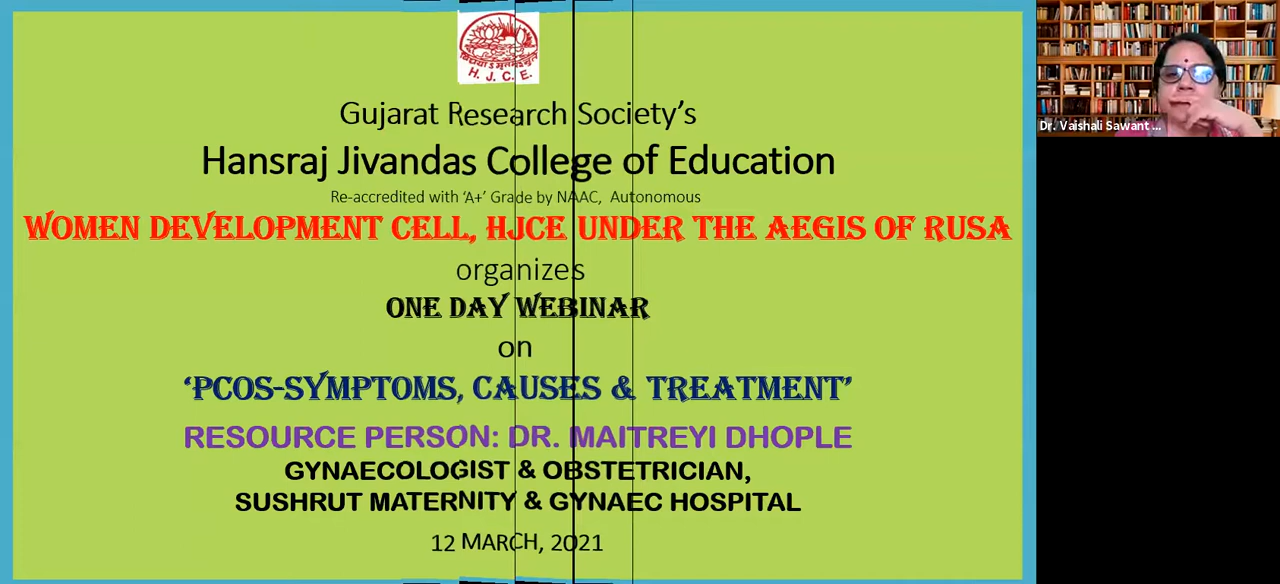 H. J. C. E.
Gujarat Research Society's
Hansraj Jivandas College of Education
Re-accredited with 'A+' Grade by NAAC, Autonomous
WOMEN DEVELOPMENT CELL, HJCE UNDER THE AEGIS OF RUSA
organizes
ONE DAY WEBINAR
on
'PCOS-SYMPTOMS, CAUSES & TREATMENT'
RESOURCE PERSON: DR. MAITREYI DHOPLE
GYNAECOLOGIST & OBSTETRICIAN,
SUSHRUT MATERNITY & GYNAEC HOSPITAL
12 MARCH, 2021
Dr. Vaishali Sawant ...